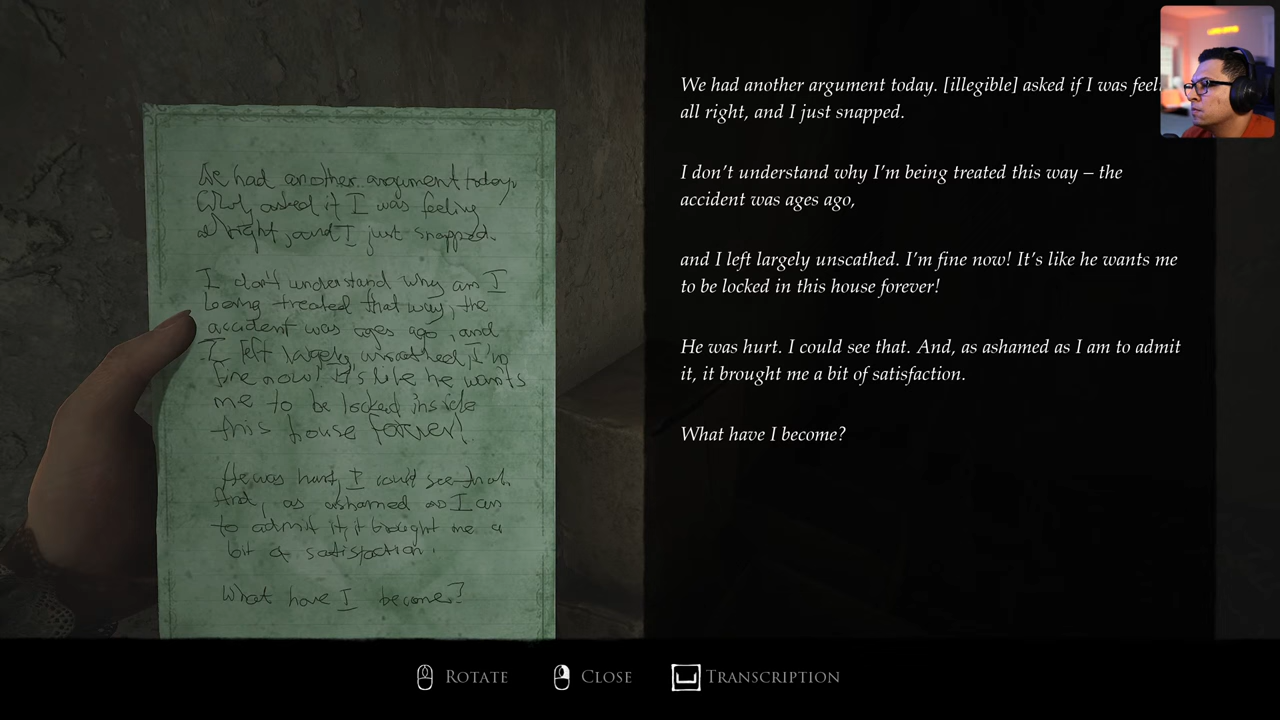 We had another argument today.
asked if I was feeling
all right, and I just snapped.
I don't understand why am I
being treated that way, the
accident was ages ago, and
I left largely unscathed, I'm
fine now! It's like he wants
me to be locked inside
this house forever!
He was hurt, I could see that.
And, as ashamed as I am
to admit it, it brought me a
bit of satisfaction.
What have I become?
We had another argument today. [illegible] asked if I was feel
all right, and I just snapped.
I don't understand why I'm being treated this way – the
accident was ages ago,
and I left largely unscathed. I'm fine now! It's like he wants me
to be locked in this house forever!
He was hurt. I could see that. And, as ashamed as I am to admit
it, it brought me a bit of satisfaction.
What have I become?
ROTATE CLOSE TRANSCRIPTION